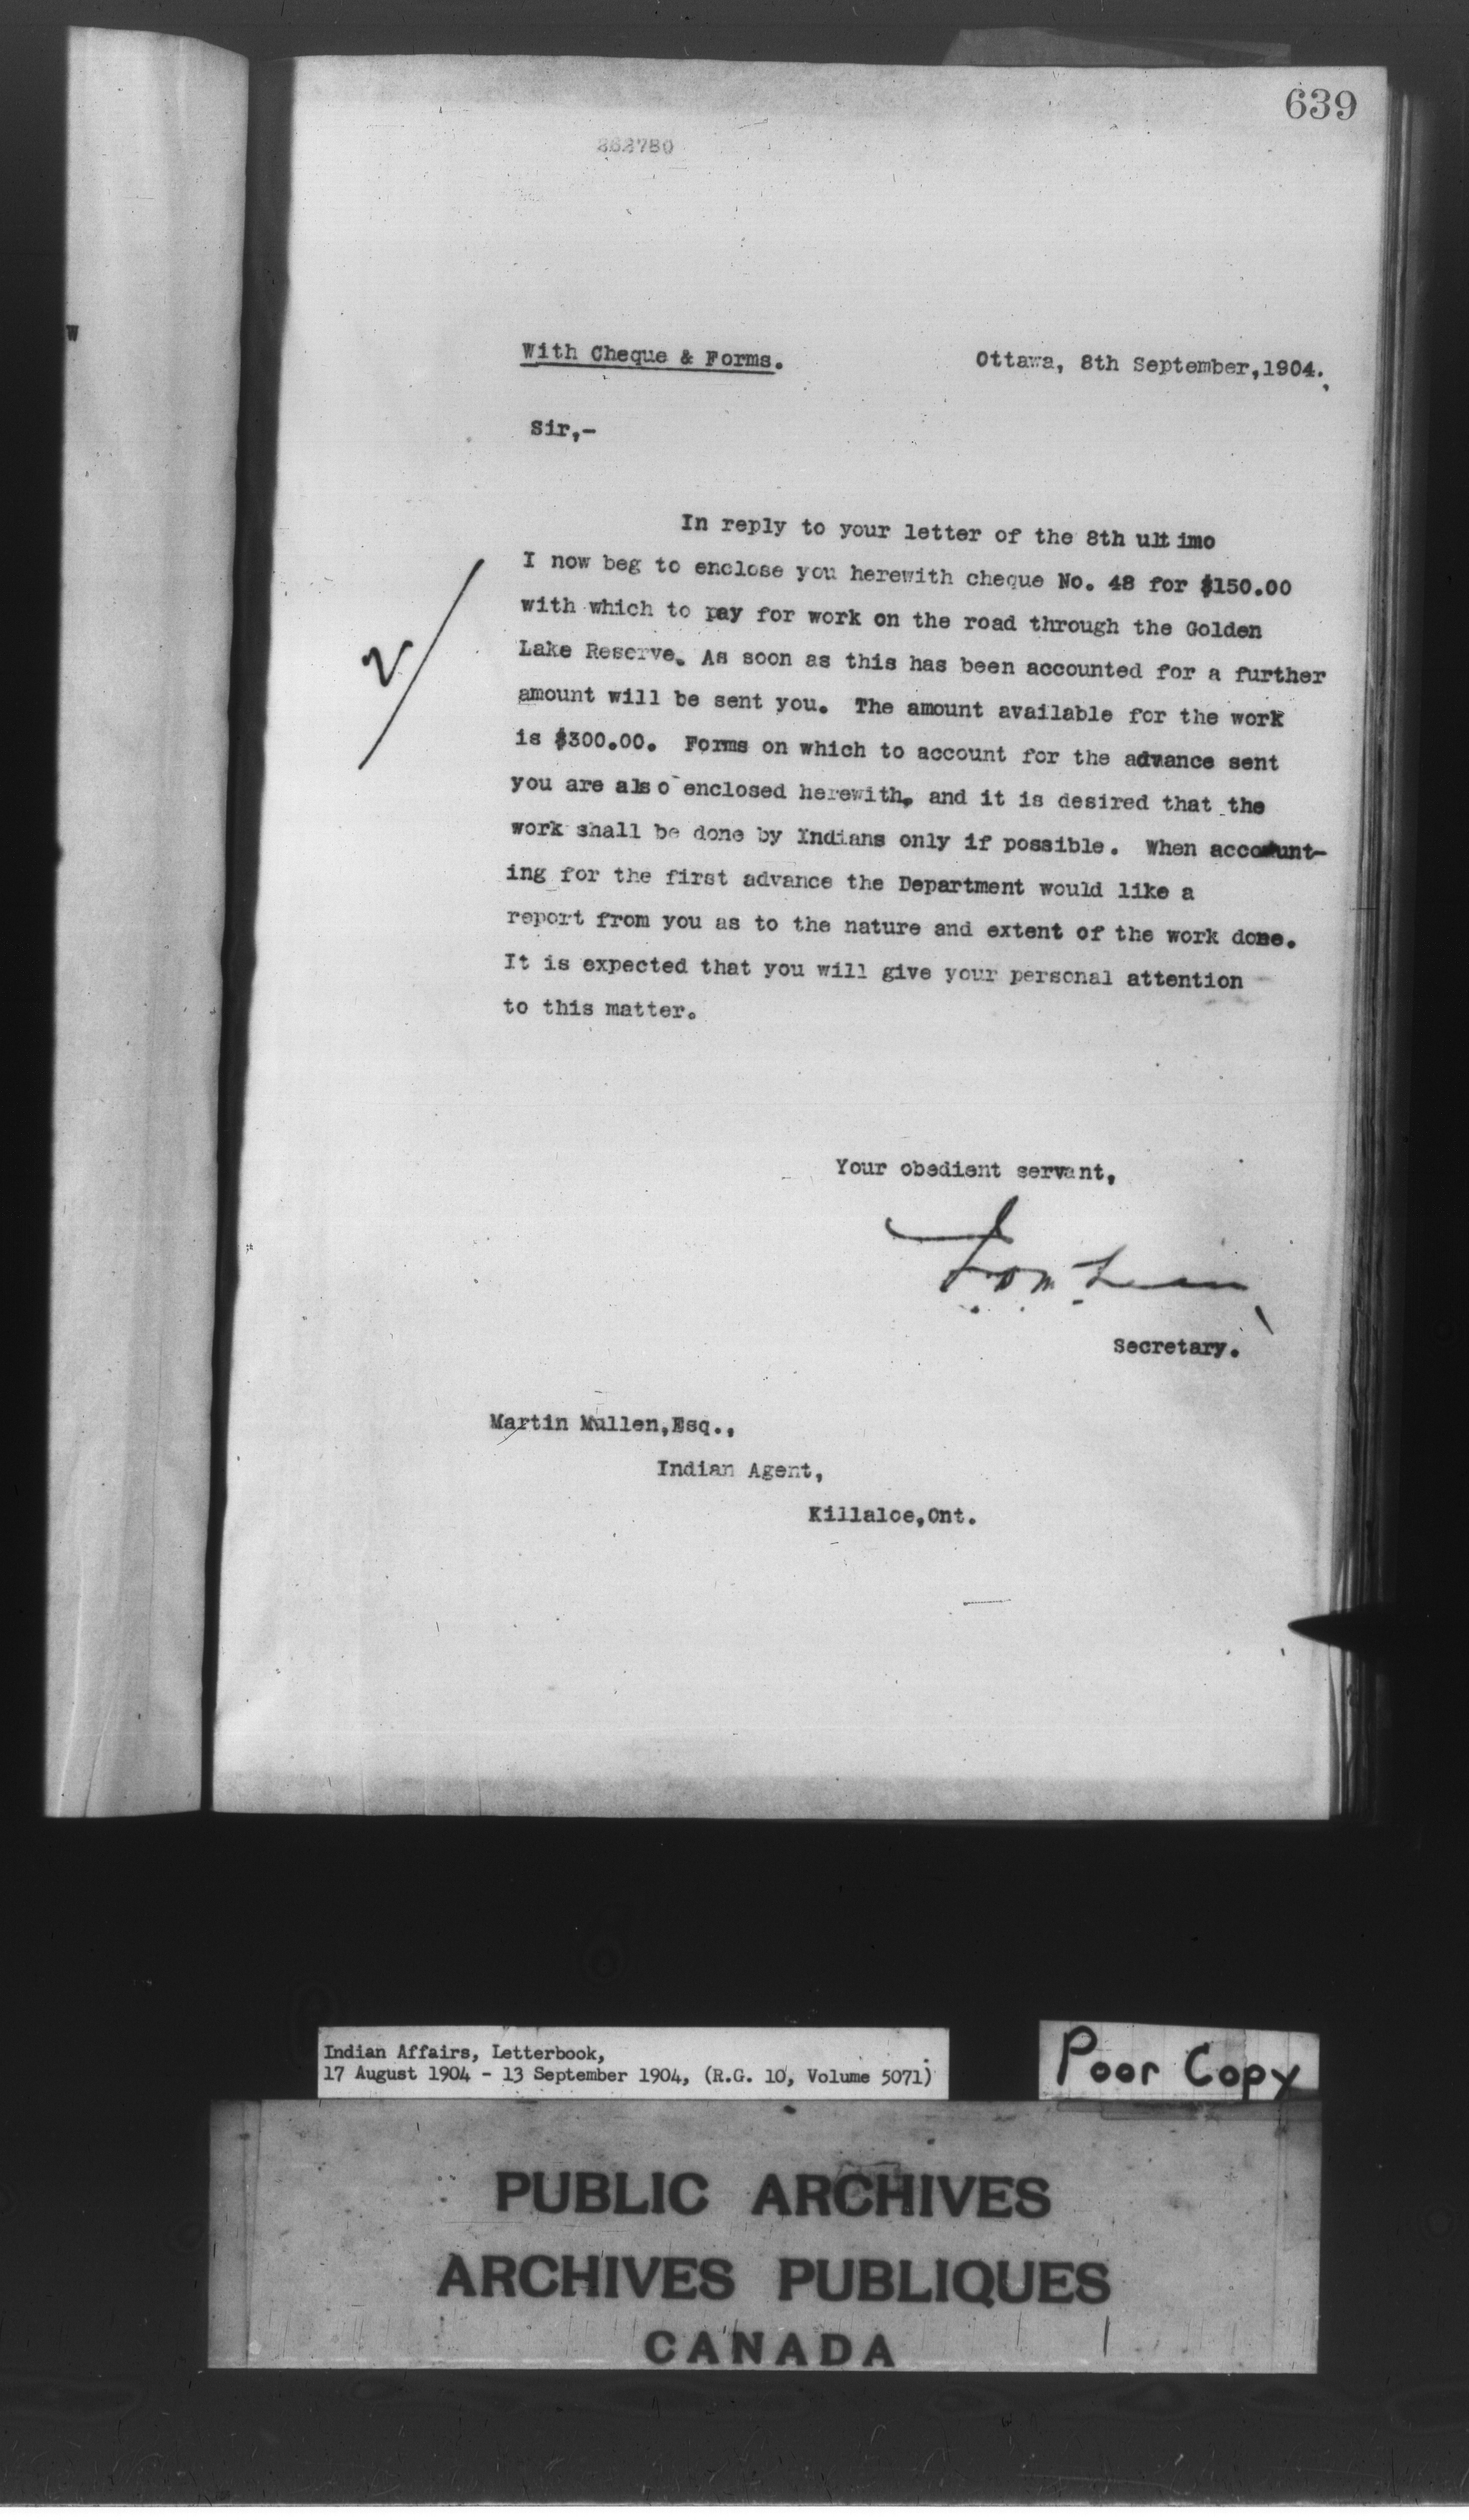 639
262780
W
With Cheque & Forms.
Ottawa, 8th September,1904.
Sir,-
In reply to your letter of the 8th ultimo
I now beg to enclose you herewith cheque No. 48 for $150.00
with which to pay for work on the road through the Golden
Lake Reserve. As soon as this has been accounted for a further
amount will be sent you. The amount available for the work
is $300.00. Forms on which to account for the advance sent
you are also enclosed herewith, and it is desired that the
work shall be done by Indians only if possible. When account-
ing for the first advance the Department would like a
report from you as to the nature and extent of the work done.
It is expected that you will give your personal attention
to this matter.
Your obedient servant,
Secretary.
Martin Mullen,Esq.,
Indian Agent,
Killaloe,Ont.
Indian Affairs, Letterbook,
17 August 1904 - 13 September 1904, (R.G. 10, Volume 5071)
Poor Copy
PUBLIC ARCHIVES
ARCHIVES PUBLIQUES
CANADA